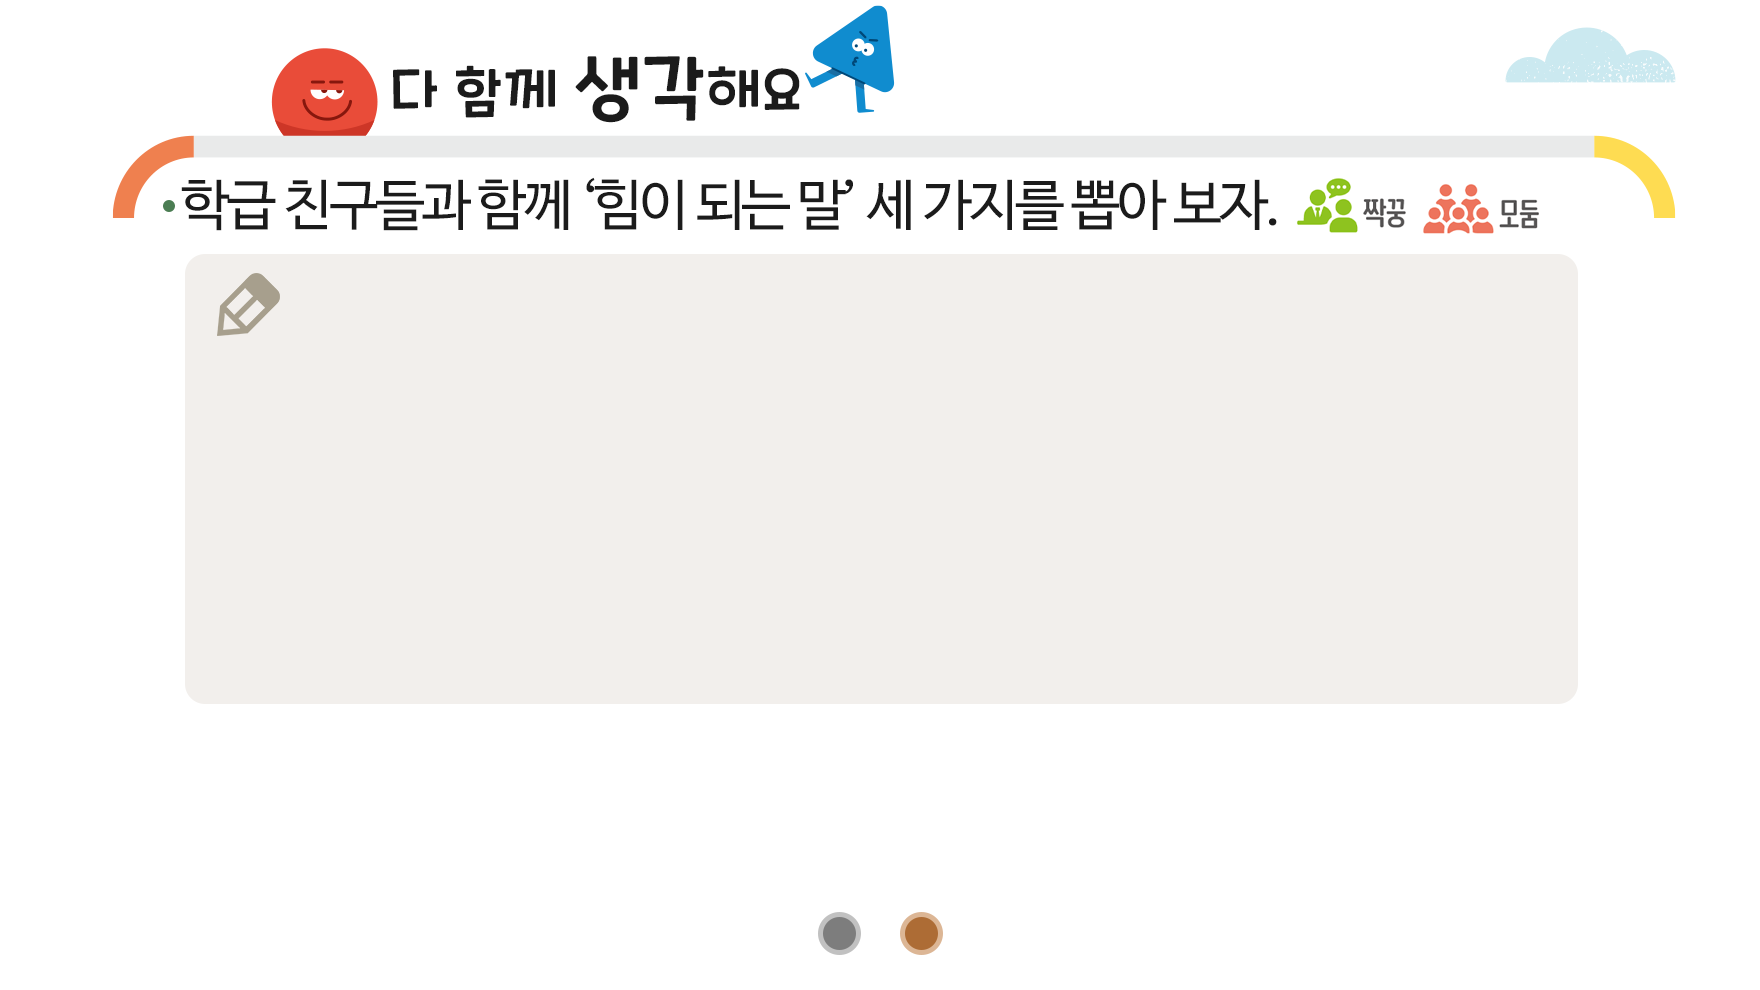 다 함께 생각해요
• 학급 친구들과 함께 ‘힘이 되는 말’ 세 가지를 뽑아 보자. 짝꿍 모둠